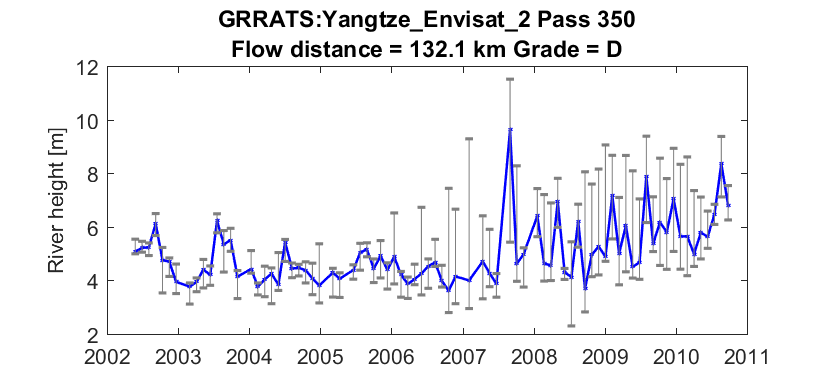 GRRATS:Yangtze_Envisat_2 Pass 350
Flow distance = 132.1 km Grade = D
River height [m]
12
10
8
6
4
2
2002 2003 2004 2005 2006 2007 2008 2009 2010 2011